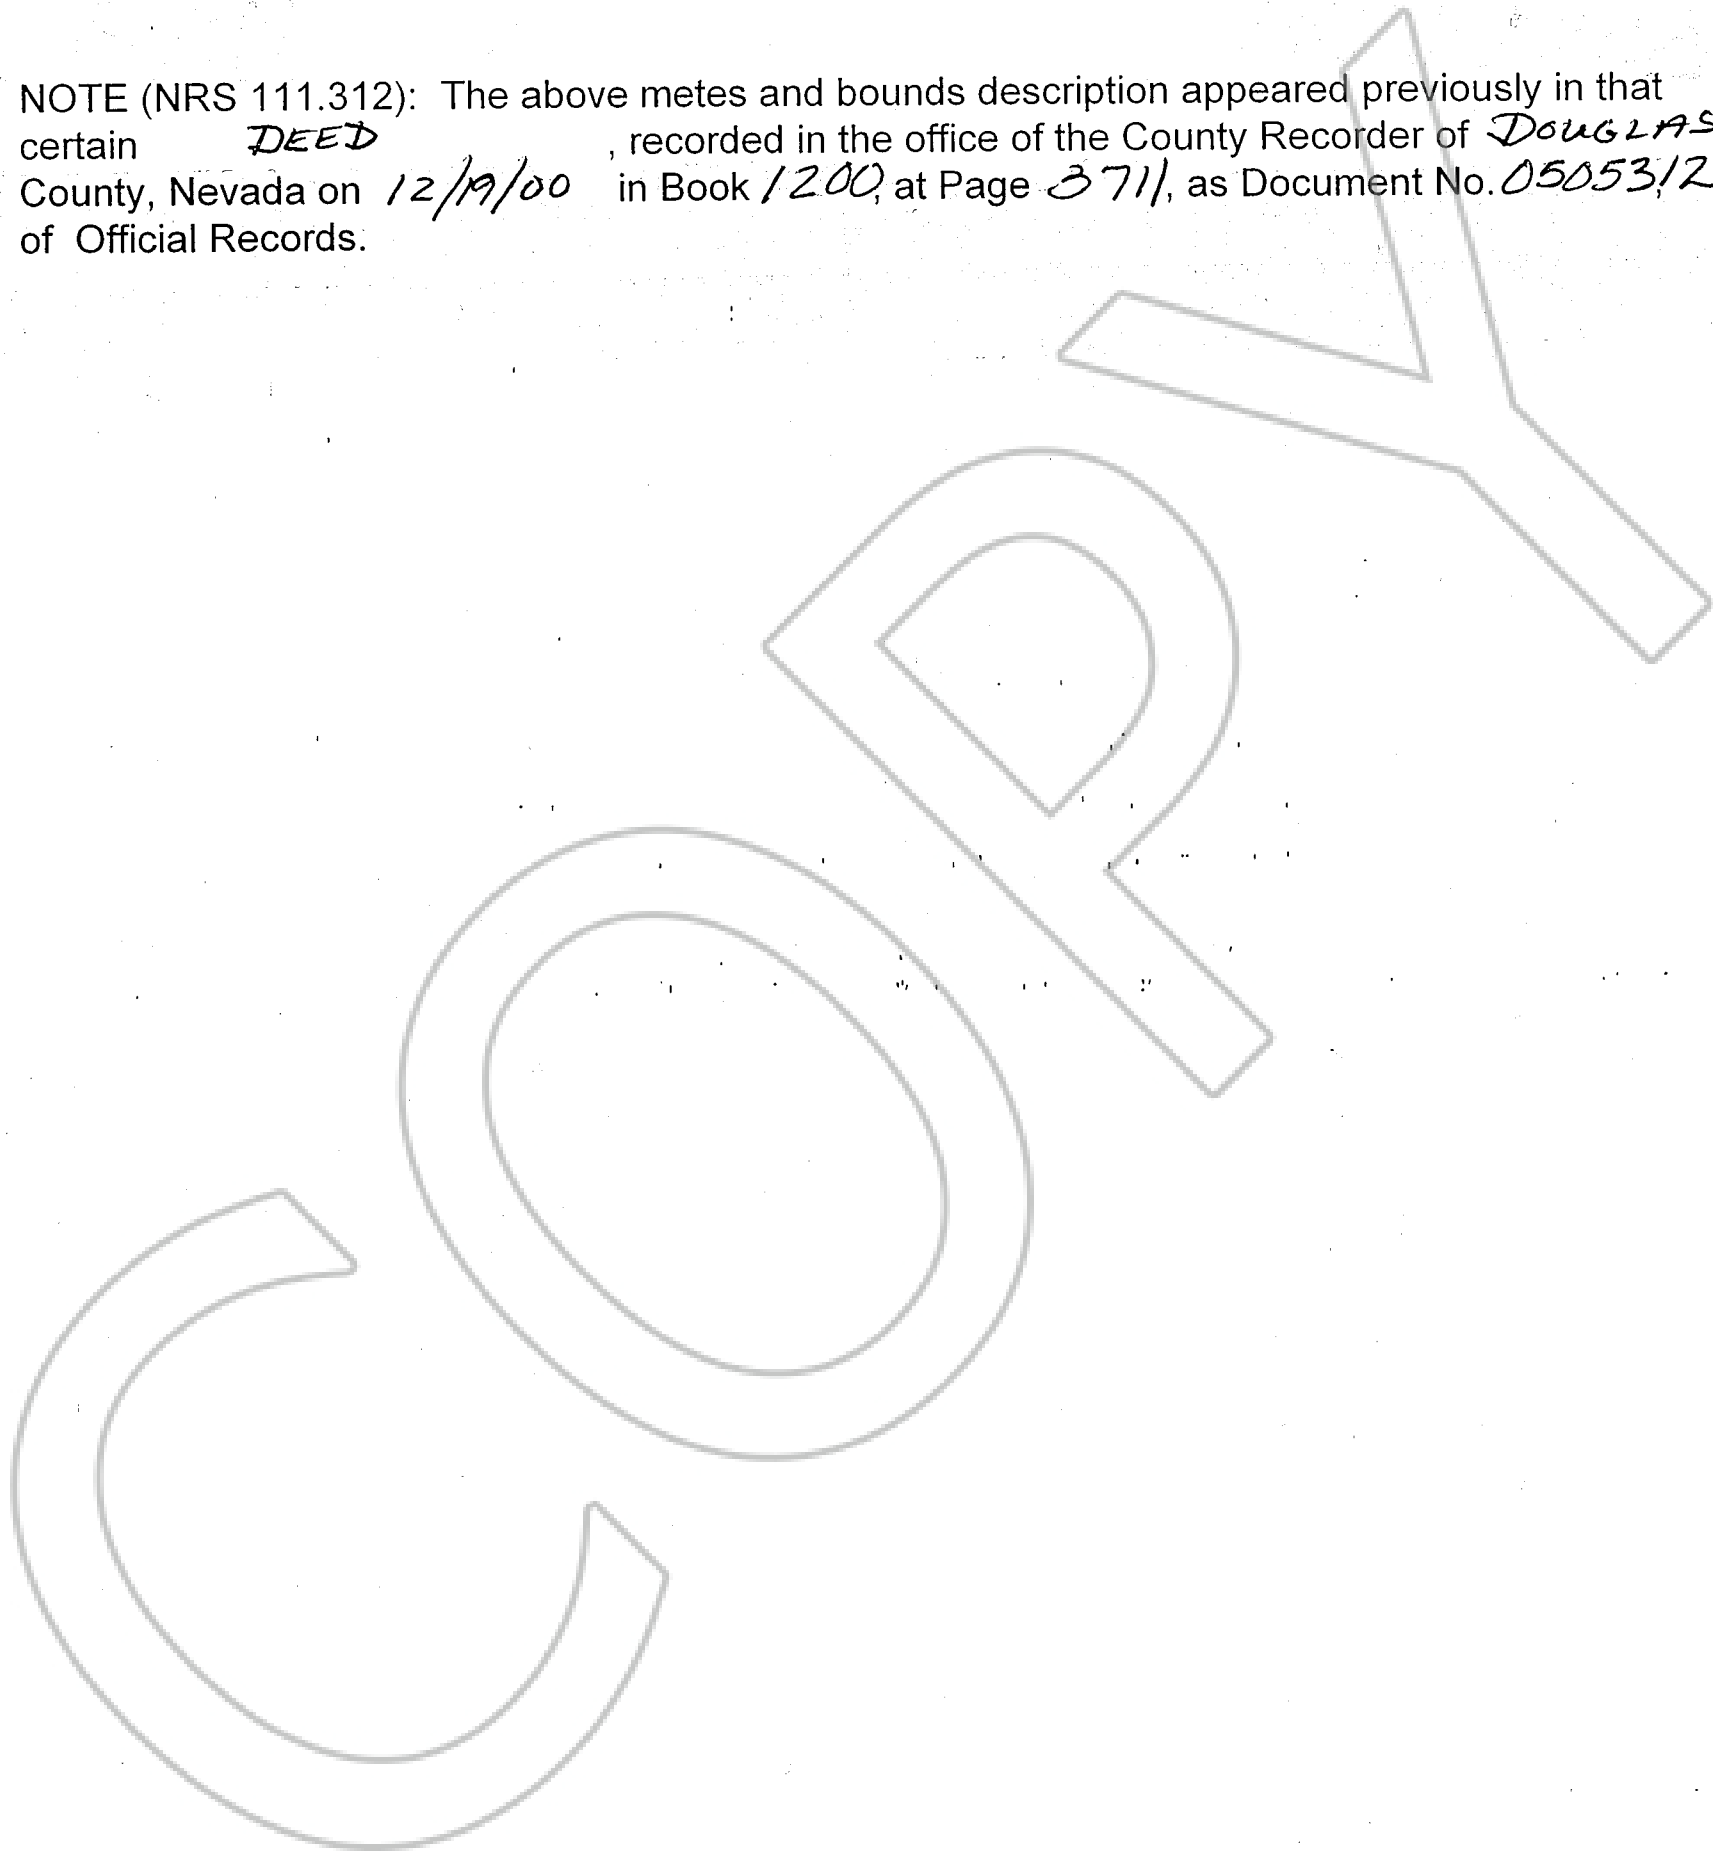 NOTE (NRS 111.312): The above metes and bounds description appeared previously in that
certain DEED , recorded in the office of the County Recorder of DOUGLAS
County, Nevada on 12/19/00 in Book 1200, at Page 3711, as Document No. 0505312,
of Official Records.
COPY